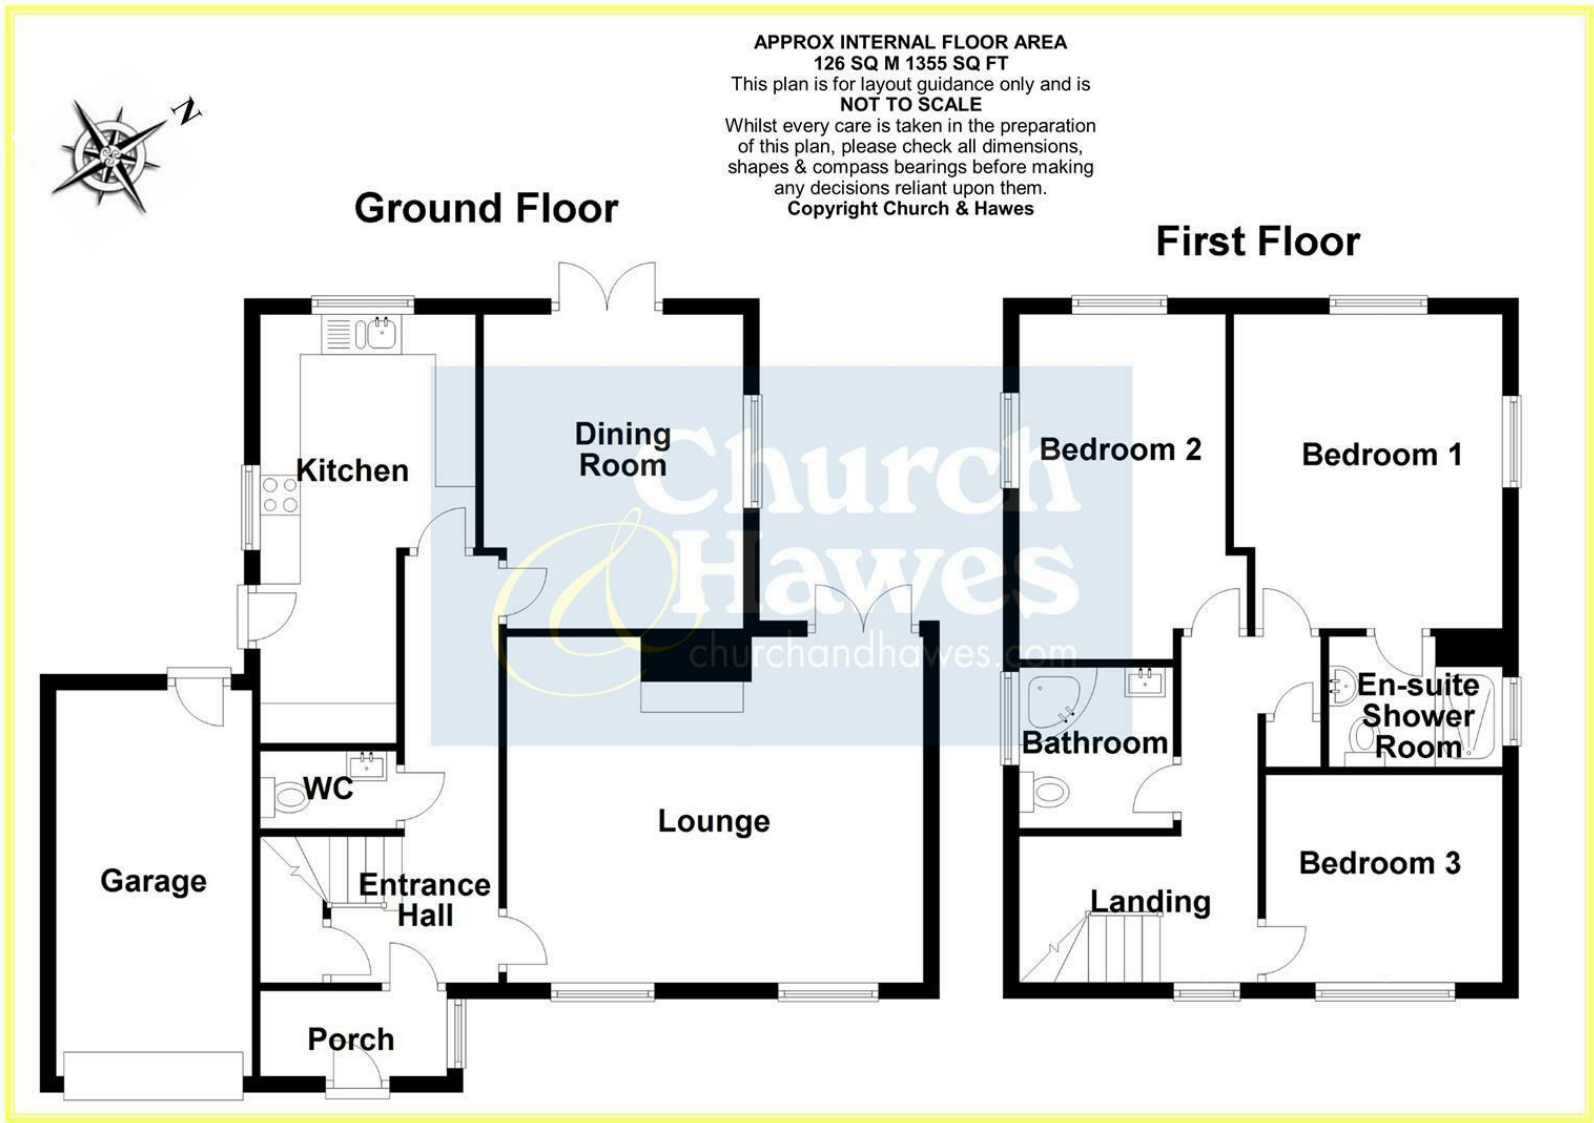 APPROX INTERNAL FLOOR AREA
126 SQ M 1355 SQ FT
This plan is for layout guidance only and is
NOT TO SCALE
Whilst every care is taken in the preparation
of this plan, please check all dimensions,
shapes & compass bearings before making
any decisions reliant upon them.
Copyright Church & Hawes
N
Ground Floor
First Floor
Kitchen
Dining
Room
WC
Garage
Entrance
Hall
Lounge
Porch
Bedroom 2
Bedroom 1
Bathroom
En-suite
Shower
Room
Landing
Bedroom 3
Church
& Hawes
churchandhawes.com